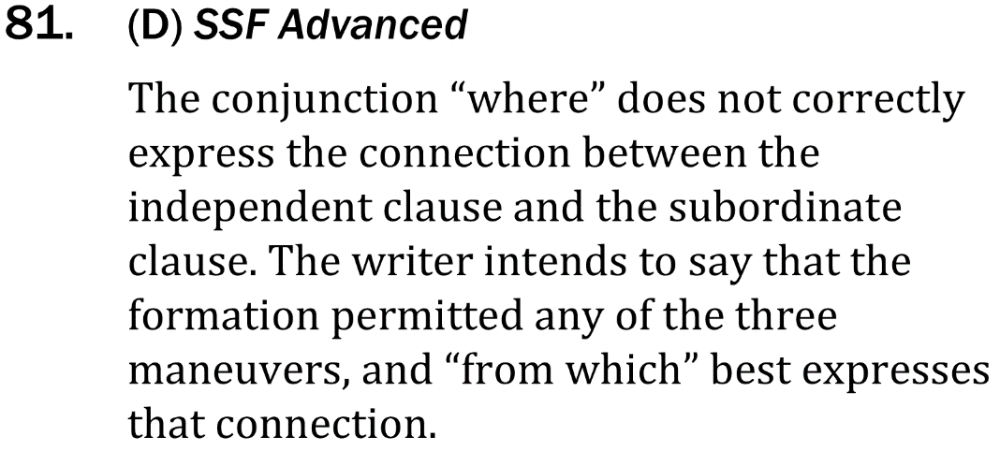 81. (D) SSF Advanced
The conjunction “where” does not correctly
express the connection between the
independent clause and the subordinate
clause. The writer intends to say that the
formation permitted any of the three
maneuvers, and “from which” best expresses
that connection.